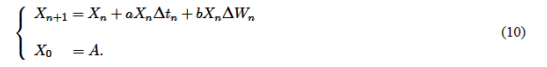 X_{n+1} = X_n + aX_nΔt_n + bX_nΔW_n
(10)
X_0 = A.